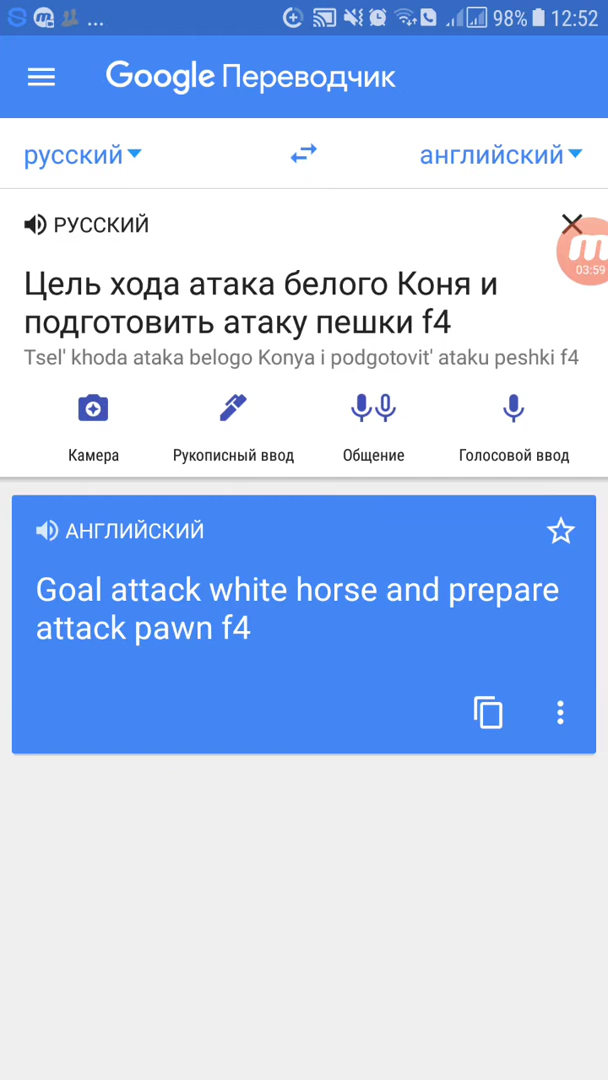 ... 98% 12:52
Google Переводчик
русский английский
РУССКИЙ
03:59
Цель хода атака белого Коня и
подготовить атаку пешки f4
Tsel' khoda ataka belogo Konya i podgotovit' ataku peshki f4
Камера Рукописный ввод Общение Голосовой ввод
АНГЛИЙСКИЙ
Goal attack white horse and prepare
attack pawn f4